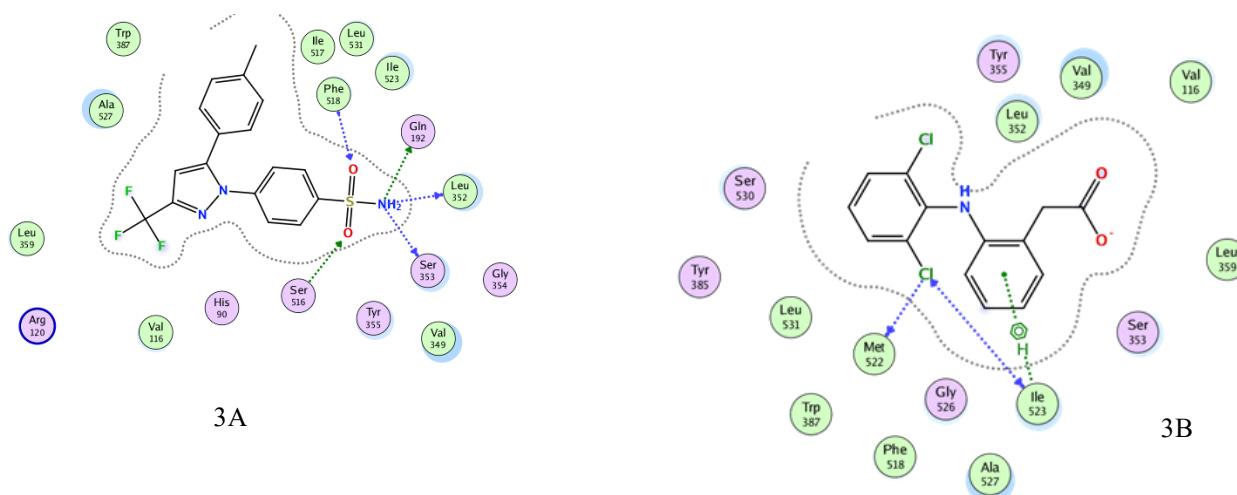 Trp
387
Ile
517
Leu
531
Ile
523
Phe
518
Ala
527
Gln
192
O
F
F
F
N
N
S
NH2
O
Leu
352
Leu
359
Ser
353
Gly
354
Ser
516
His
90
Tyr
355
Arg
120
Val
116
Val
349
3A
Tyr
355
Val
349
Val
116
Leu
352
Cl
Ser
530
H
N
O
O-
Tyr
385
Cl
Leu
359
Leu
531
Ser
353
Met
522
H
Gly
526
Ile
523
Trp
387
Phe
518
Ala
527
3B